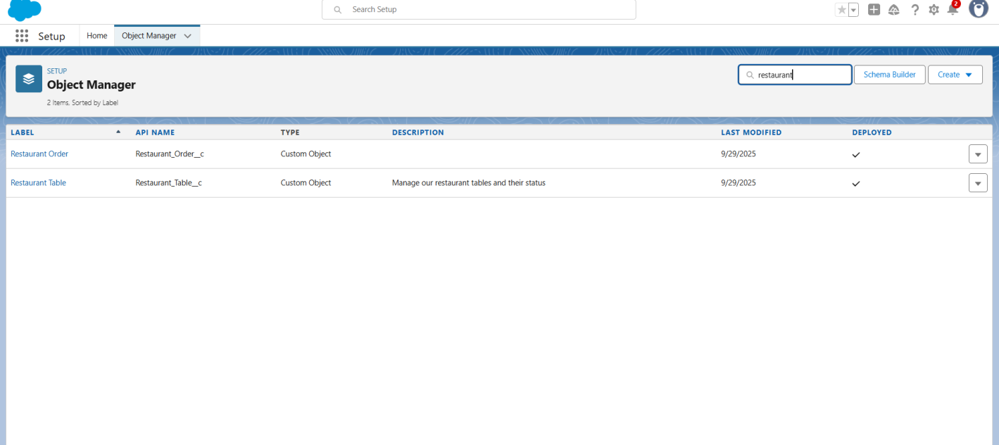 Search Setup
2
Setup
Home
Object Manager
SETUP
Object Manager
2 Items. Sorted by Label
restaurant
Schema Builder
Create
LABEL API NAME TYPE DESCRIPTION LAST MODIFIED DEPLOYED
Restaurant Order Restaurant_Order__c Custom Object 9/29/2025
Restaurant Table Restaurant_Table__c Custom Object Manage our restaurant tables and their status 9/29/2025